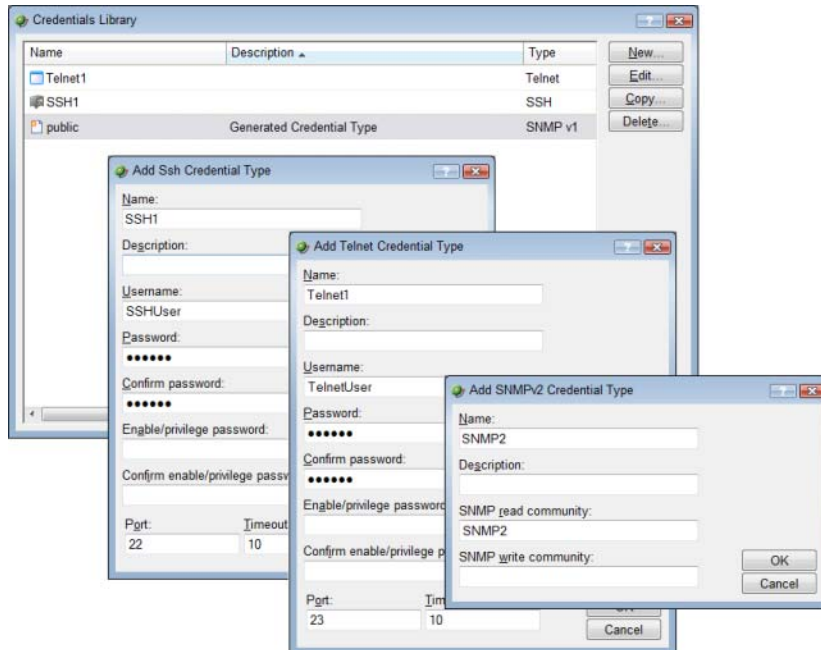 Credentials Library
Name Description Type
Telnet1 Telnet
SSH1 SSH
public Generated Credential Type SNMP v1
New...
Edit...
Copy...
Delete...
Add Ssh Credential Type
Name:
SSH1
Description:
Username:
SSHUser
Password:
••••••
Confirm password:
••••••
Enable/privilege password:
Confirm enable/privilege passw
Port: Timeout
22 10
Add Telnet Credential Type
Name:
Telnet1
Description:
Username:
TelnetUser
Password:
••••••
Confirm password:
••••••
Enable/privilege password
Confirm enable/privilege p
Port: Tim
23 10
Cancel
Add SNMPv2 Credential Type
Name:
SNMP2
Description:
SNMP read community:
SNMP2
SNMP write community:
OK
Cancel